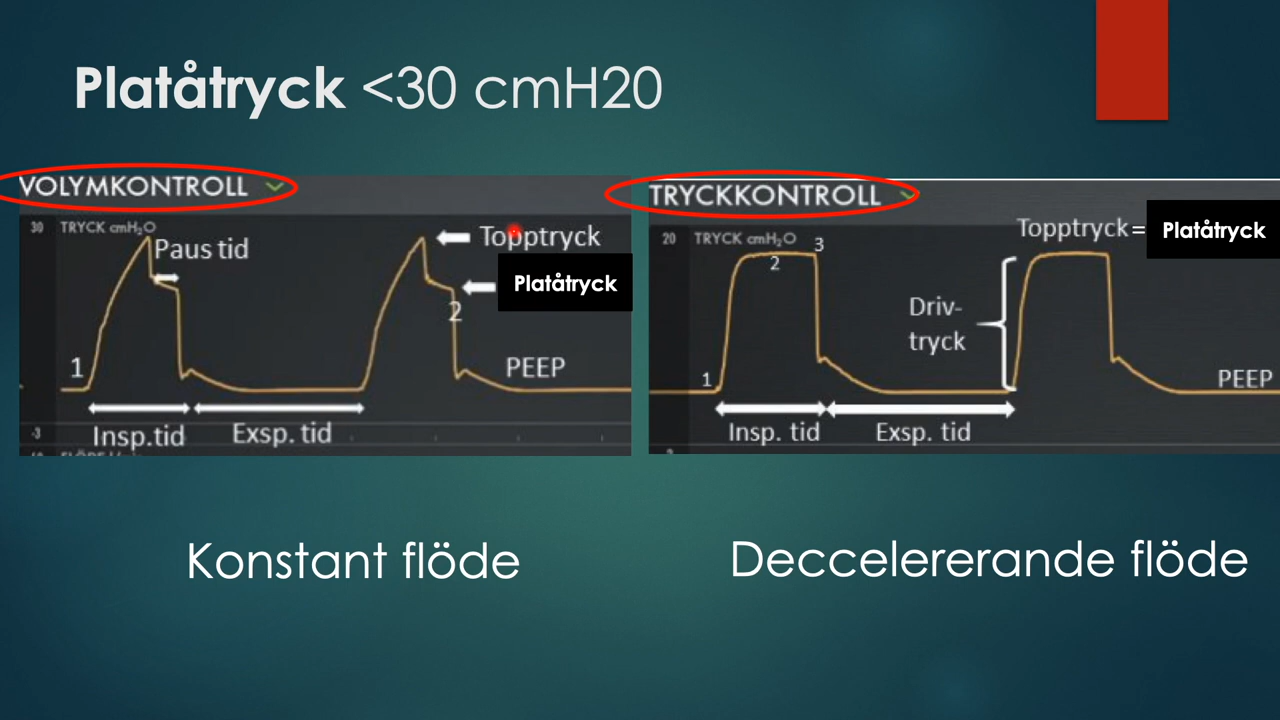 Platåtryck <30 cmH20
VOLYMKONTROLL
30 TRYCK cmH₂O
Paus tid
Topptryck
Platåtryck
1
2
PEEP
Insp.tid
Exsp. tid
-3
TRYCKKONTROLL
20 TRYCK cmH₂O
3
2
Topptryck= Platåtryck
Driv-
tryck
1
PEEP
Insp. tid
Exsp. tid
Konstant flöde
Deccelererande flöde